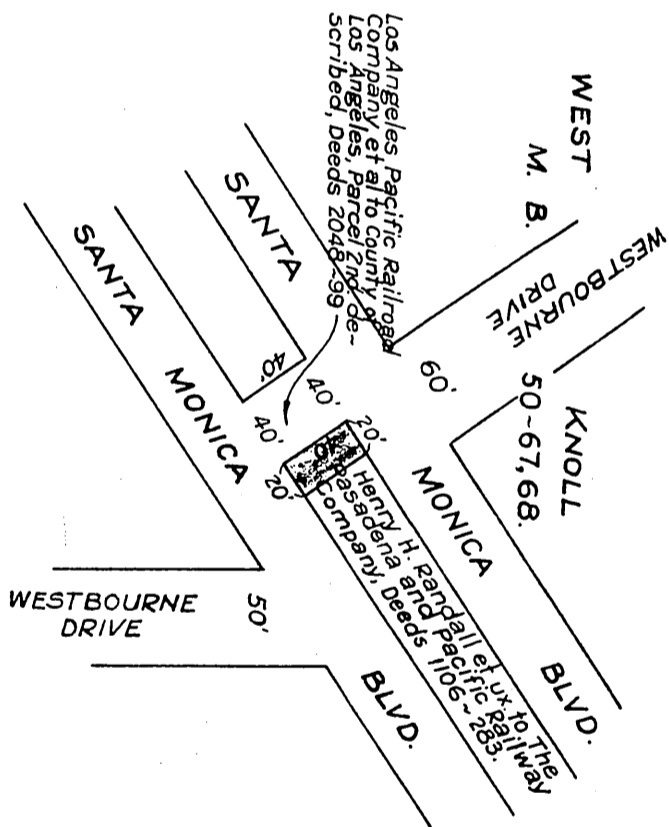 Los Angeles Pacific Railroad
Company, et al to County of
Los Angeles, Parcel 2nd de-
scribed, Deeds 2048~99
WEST
M. B.
WESTBOURNE
DRIVE
KNOLL
50~67,68.
SANTA
MONICA
BLVD.
SANTA
MONICA
BLVD.
60'
40'
40'
40'
20'
20'
Henry H. Randall et ux. to The
Pasadena and Pacific Railway
Company, Deeds 1106~283.
WESTBOURNE
DRIVE
50'